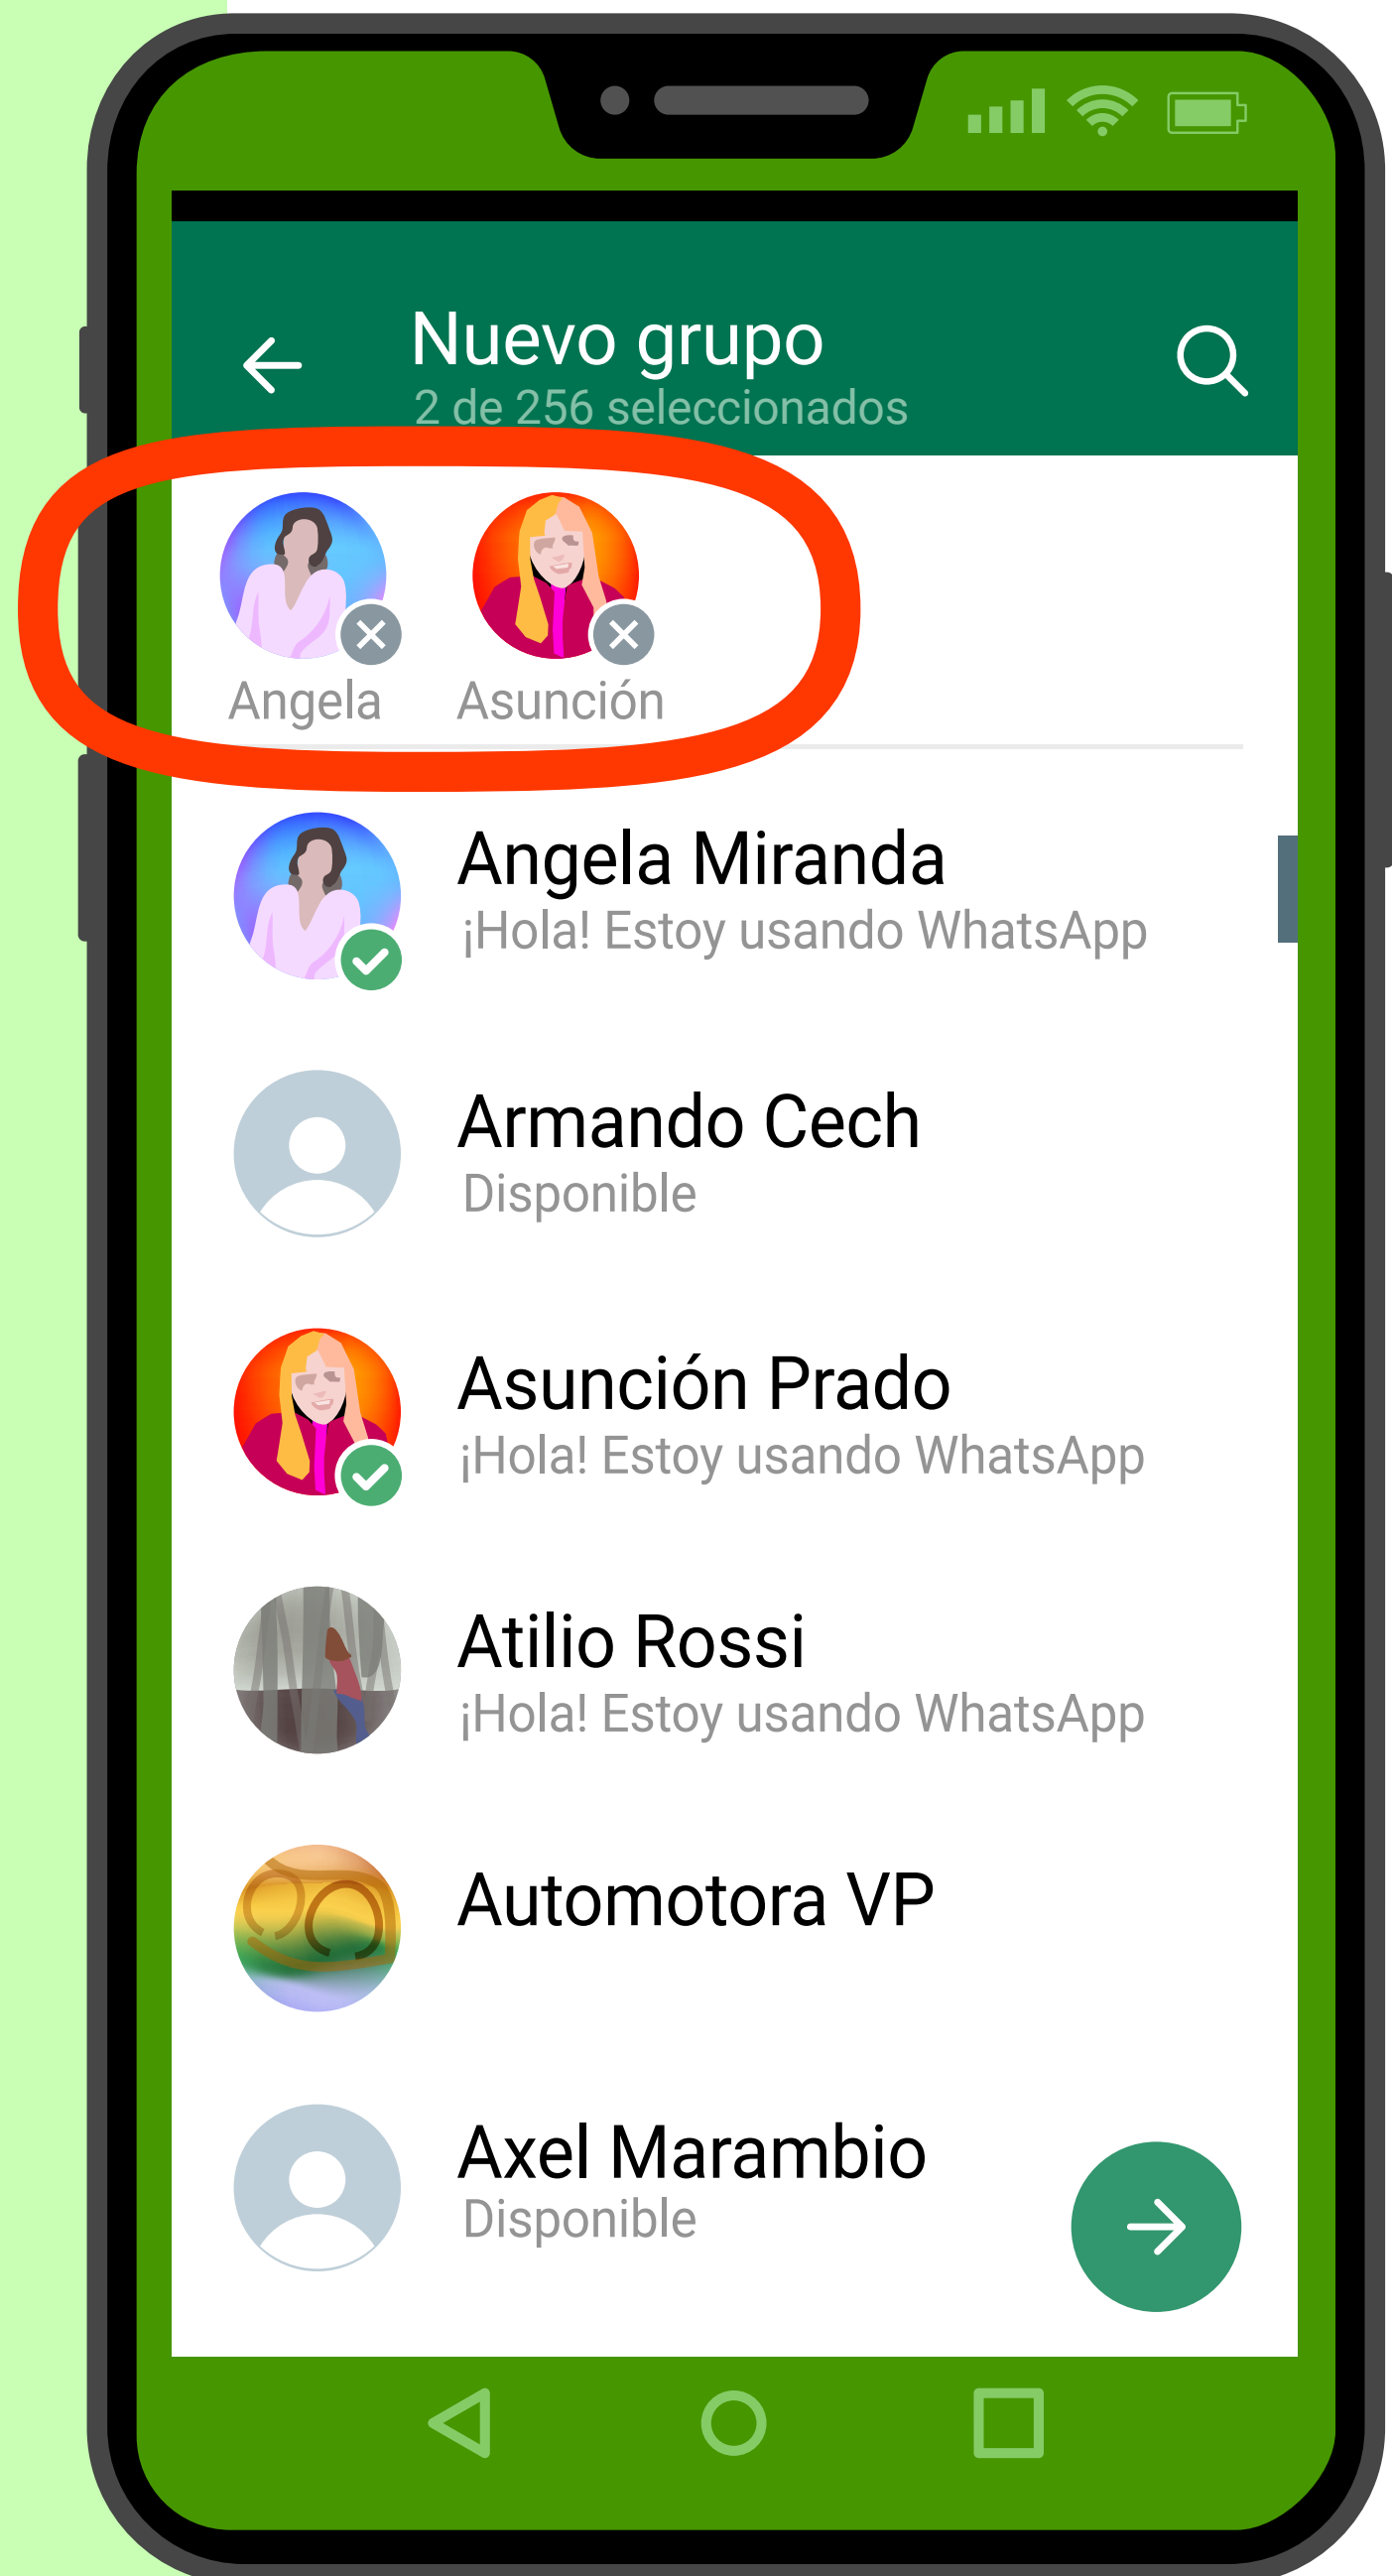 Nuevo grupo
2 de 256 seleccionados
Angela Asunción
Angela Miranda
¡Hola! Estoy usando WhatsApp
Armando Cech
Disponible
Asunción Prado
¡Hola! Estoy usando WhatsApp
Atilio Rossi
¡Hola! Estoy usando WhatsApp
Automotora VP
Axel Marambio
Disponible